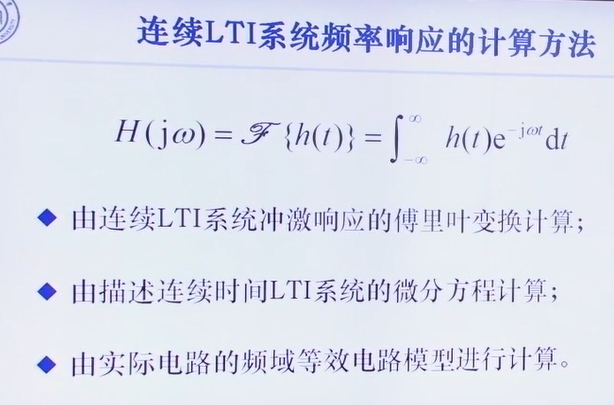 连续LTI系统频率响应的计算方法
H(jω) = ℱ{h(t)} = ∫_{-∞}^{∞} h(t)e^{-jωt}dt
◆ 由连续LTI系统冲激响应的傅里叶变换计算；
◆ 由描述连续时间LTI系统的微分方程计算；
◆ 由实际电路的频域等效电路模型进行计算。